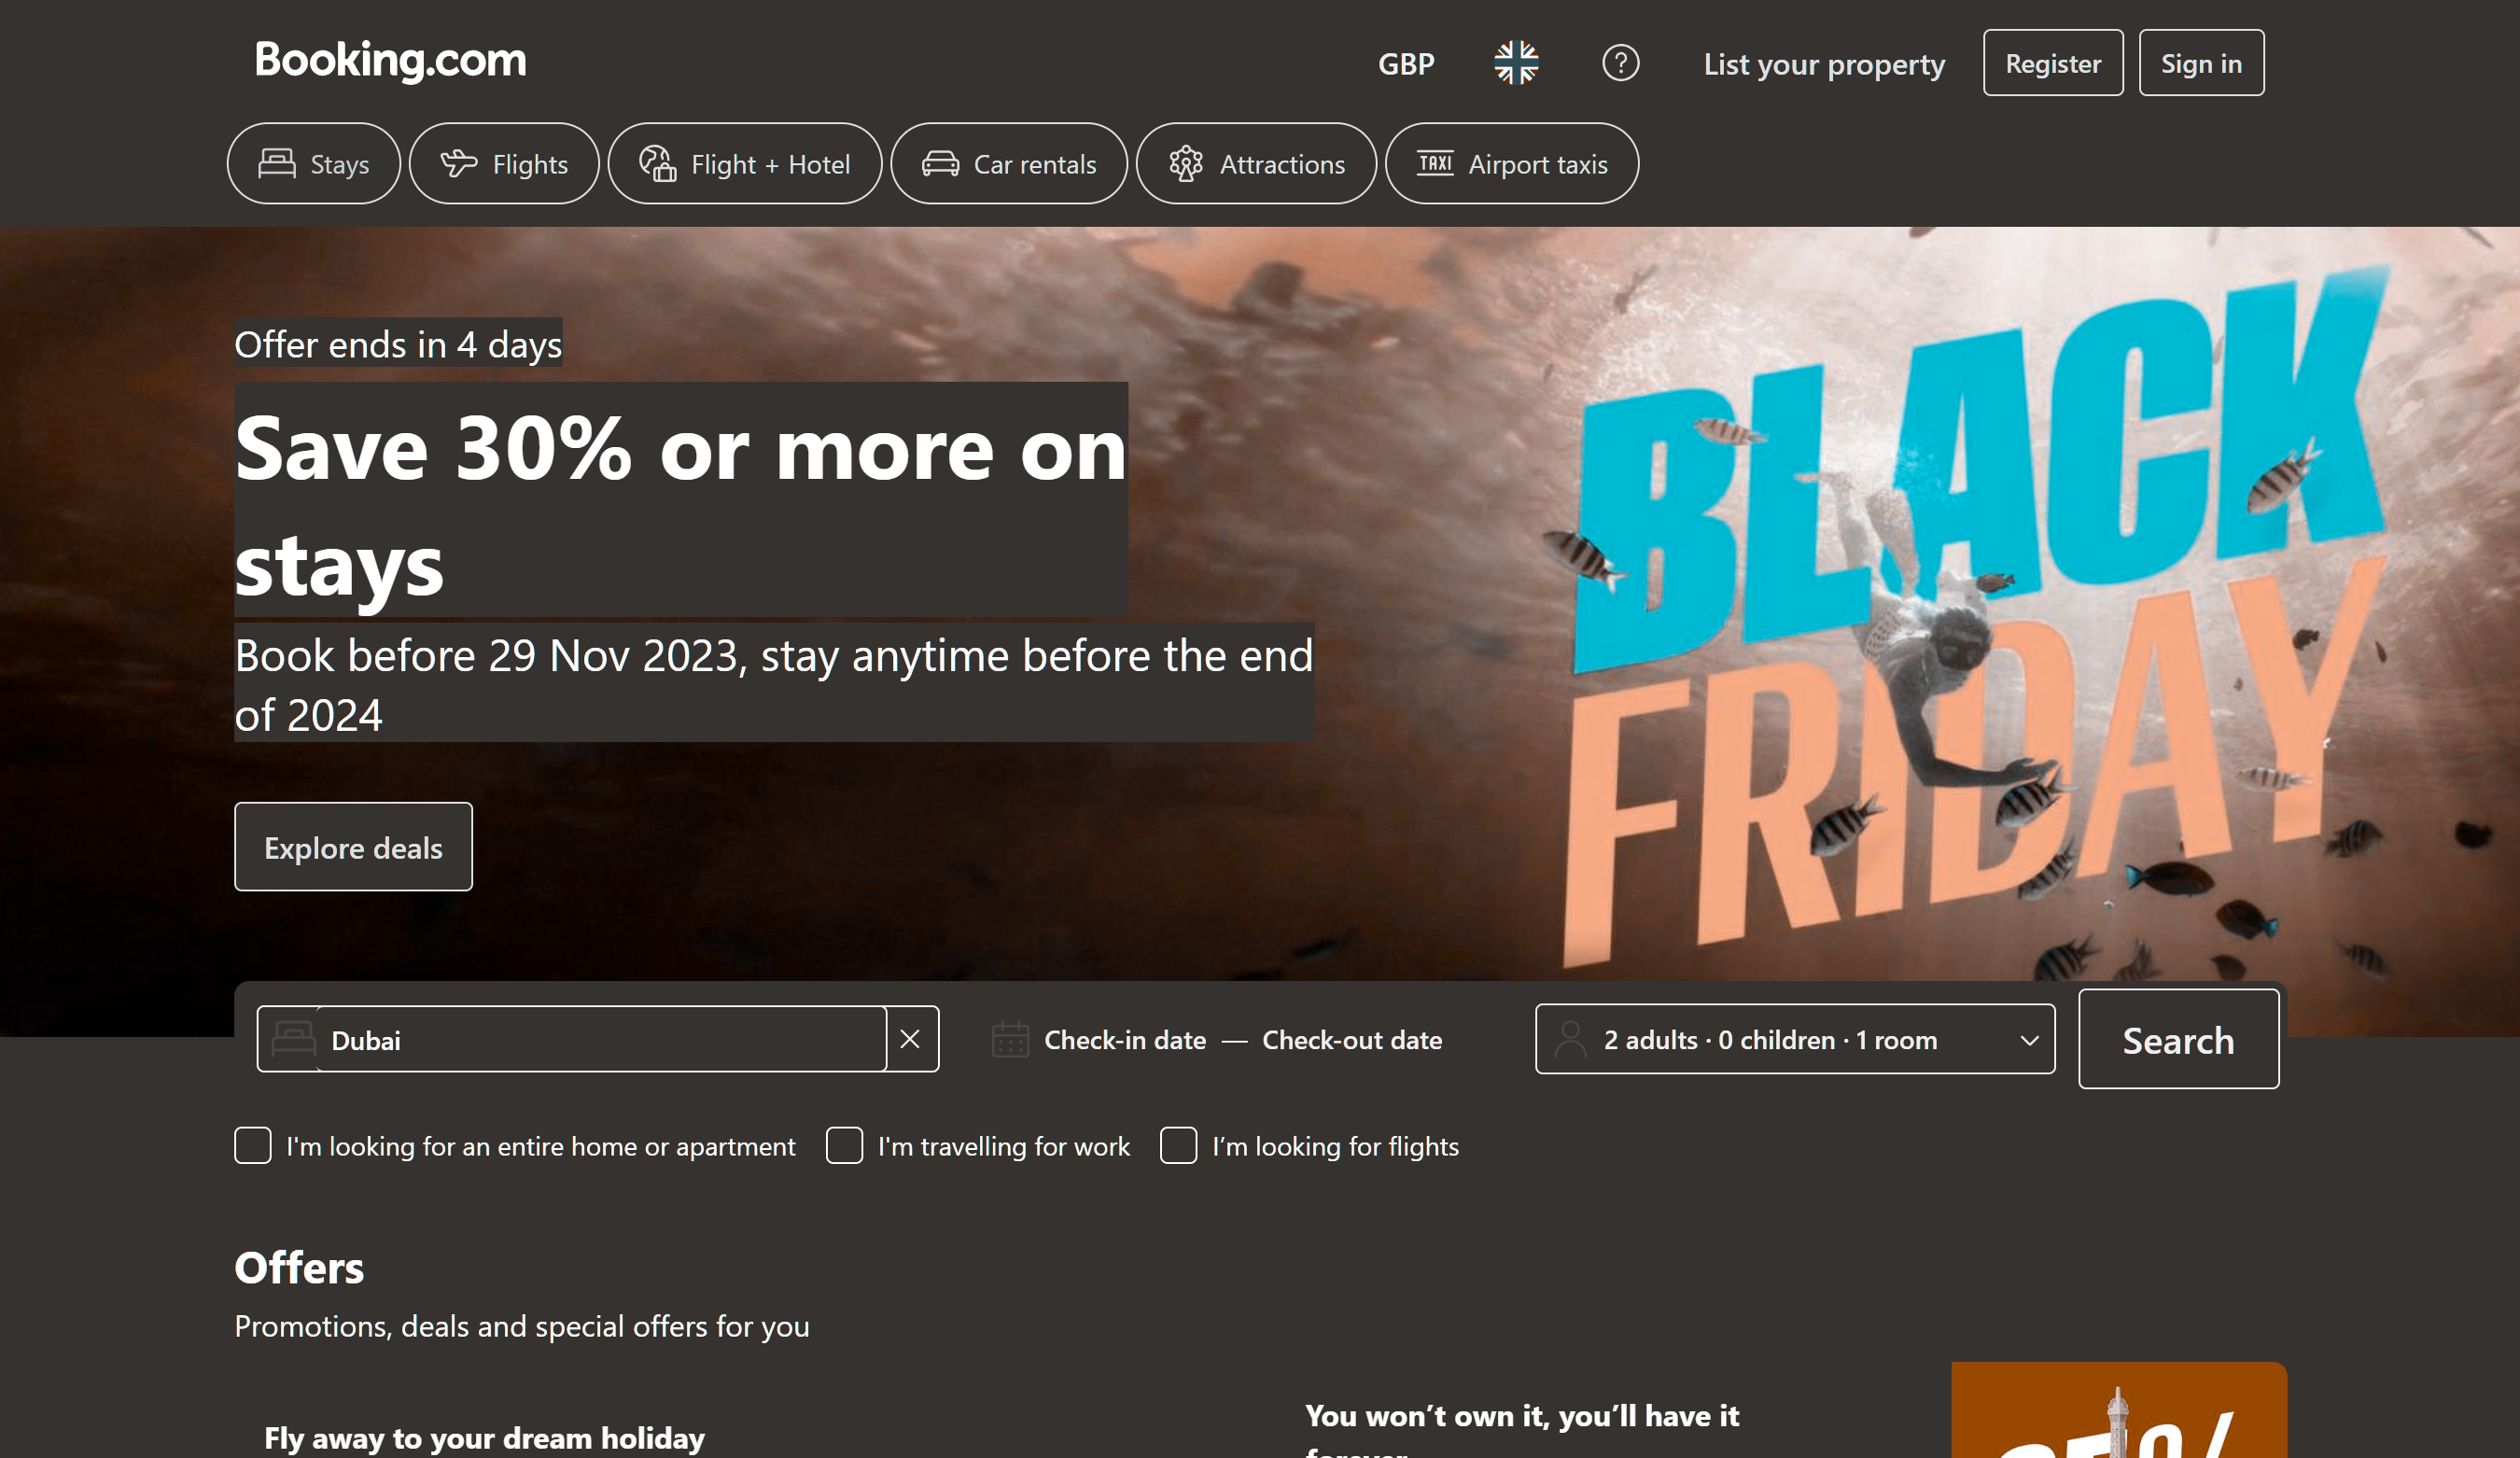 Booking.com
GBP
List your property
Register
Sign in
Stays
Flights
Flight + Hotel
Car rentals
Attractions
TAXI
Airport taxis
Offer ends in 4 days
Save 30% or more on
stays
Book before 29 Nov 2023, stay anytime before the end
of 2024
Explore deals
BLACK
FRIDAY
Dubai
Check-in date — Check-out date
2 adults · 0 children · 1 room
Search
I'm looking for an entire home or apartment
I'm travelling for work
I’m looking for flights
Offers
Promotions, deals and special offers for you
You won’t own it, you’ll have it
forever
Fly away to your dream holiday